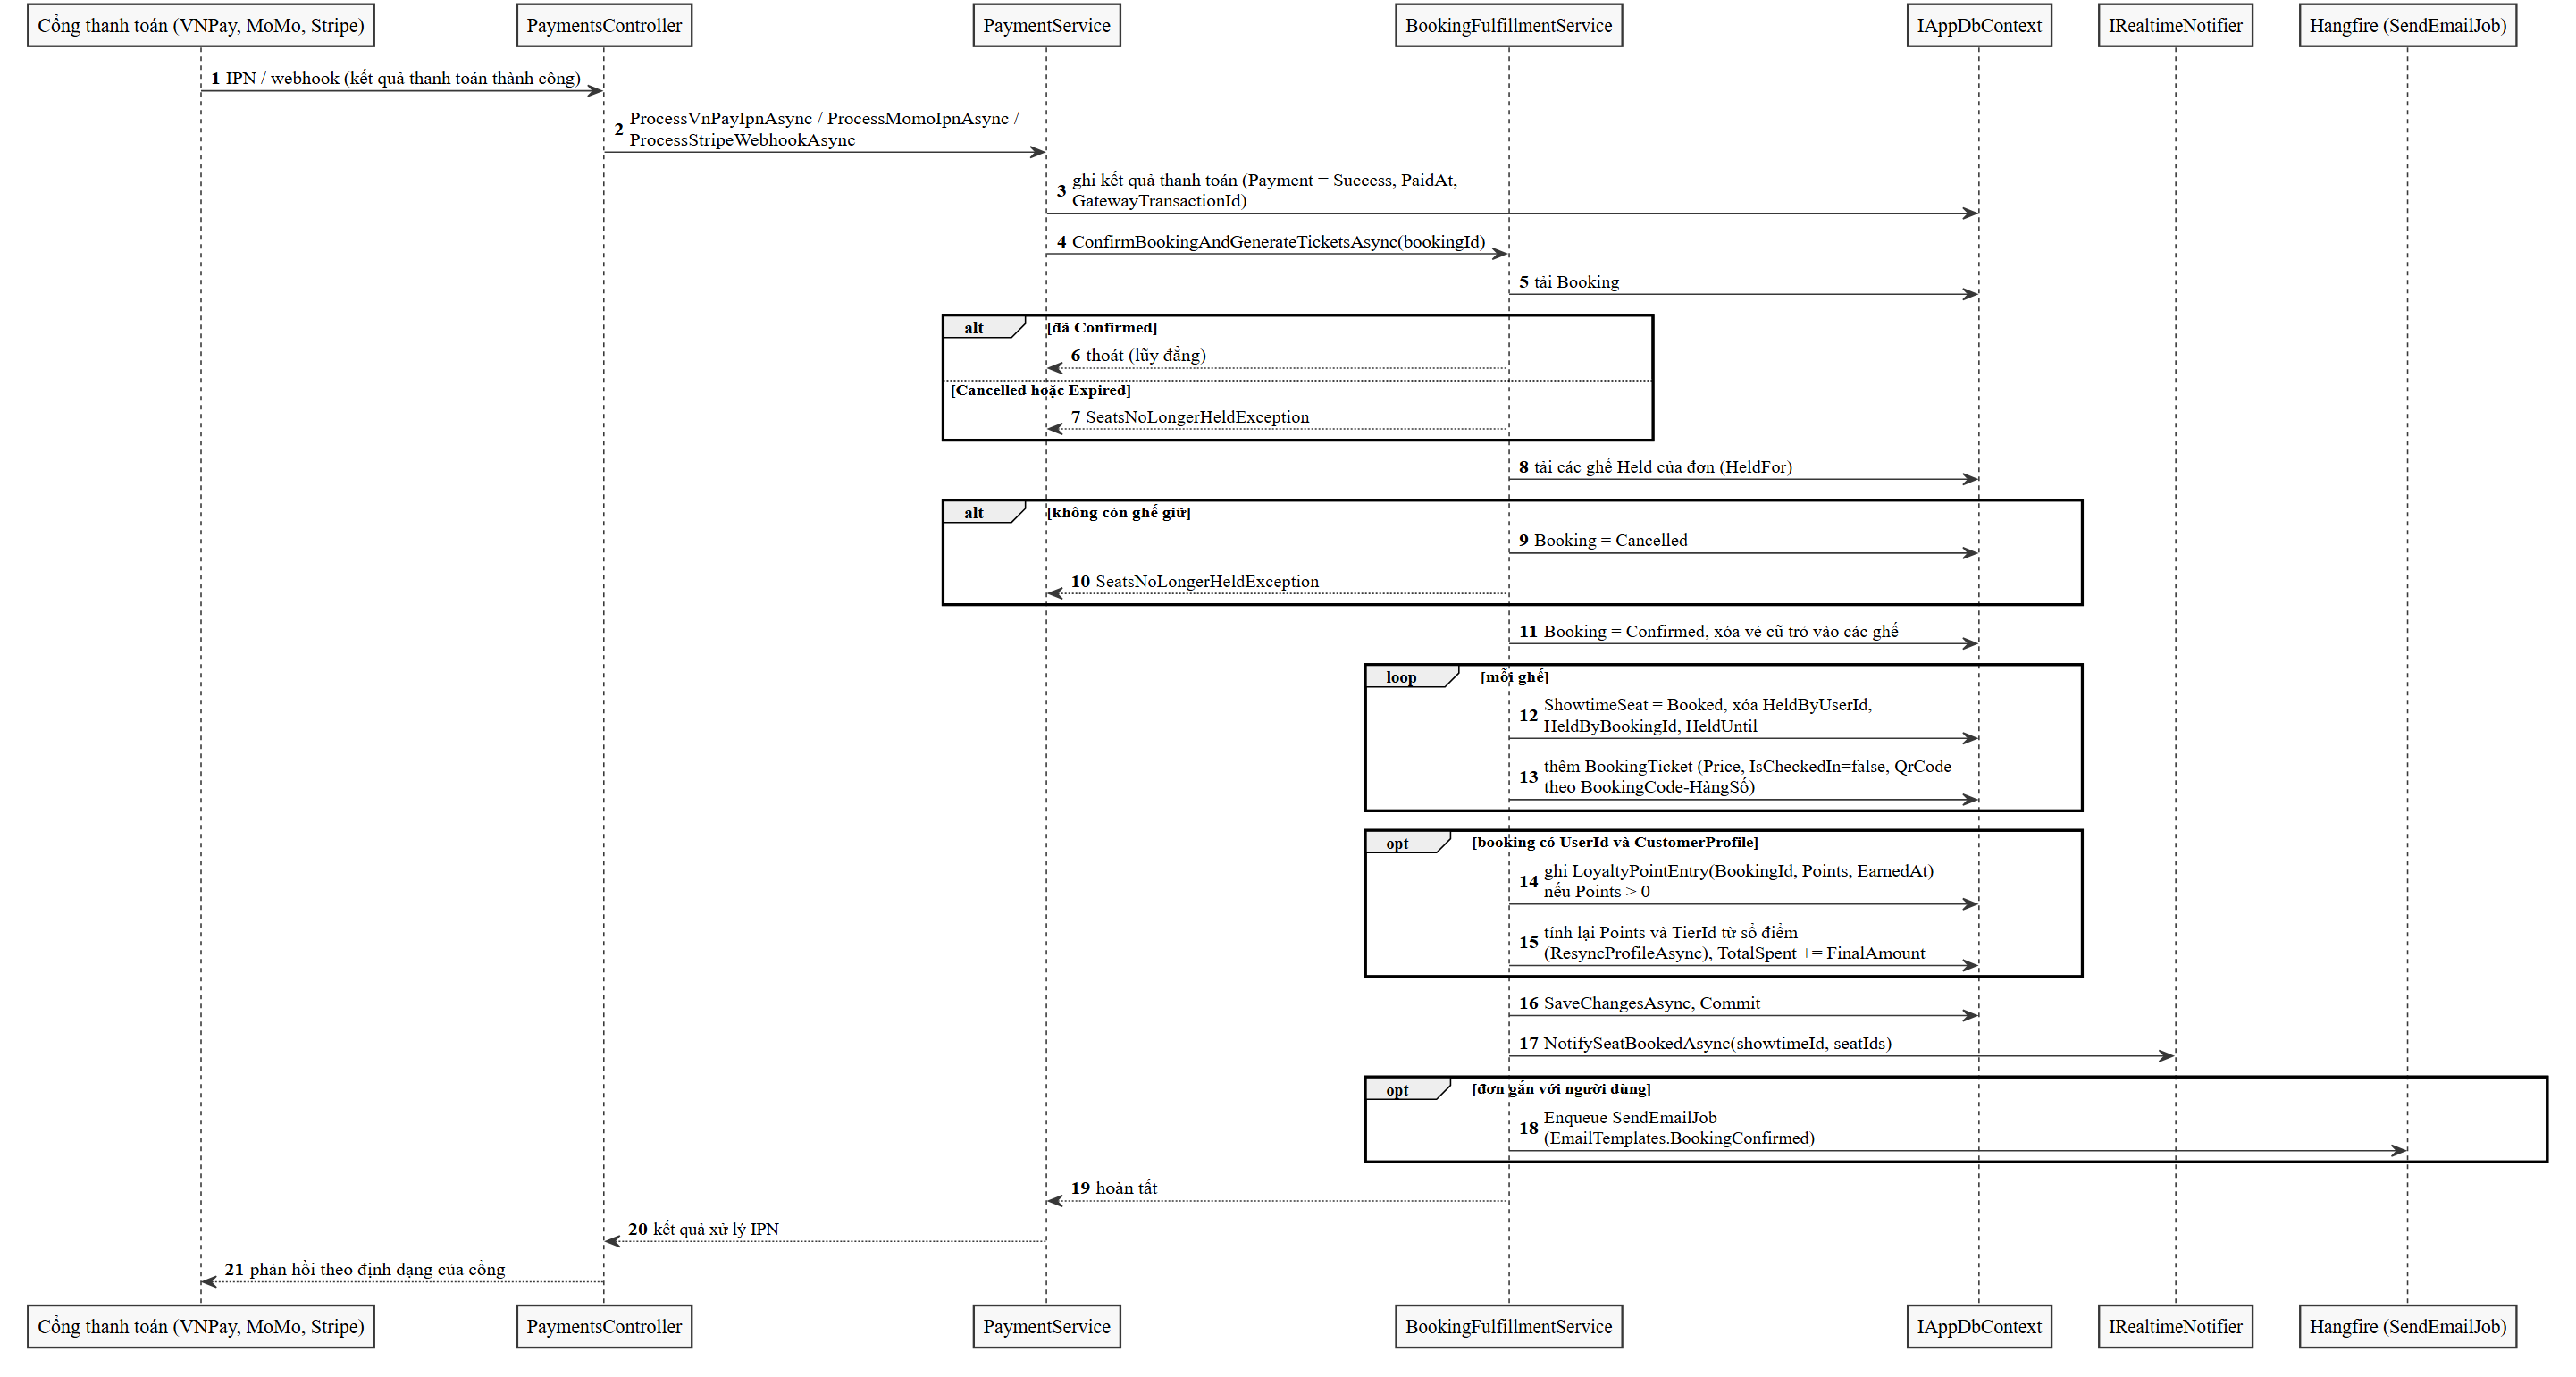 Cổng thanh toán (VNPay, MoMo, Stripe)
PaymentsController
PaymentService
BookingFulfillmentService
IAppDbContext
IRealtimeNotifier
Hangfire (SendEmailJob)
1 IPN / webhook (kết quả thanh toán thành công)
2 ProcessVnPayIpnAsync / ProcessMomoIpnAsync /
ProcessStripeWebhookAsync
3 ghi kết quả thanh toán (Payment = Success, PaidAt,
GatewayTransactionId)
4 ConfirmBookingAndGenerateTicketsAsync(bookingId)
5 tải Booking
alt [đã Confirmed]
6 thoát (lũy đẳng)
[Cancelled hoặc Expired]
7 SeatsNoLongerHeldException
8 tải các ghế Held của đơn (HeldFor)
alt [không còn ghế giữ]
9 Booking = Cancelled
10 SeatsNoLongerHeldException
11 Booking = Confirmed, xóa vé cũ trỏ vào các ghế
loop [mỗi ghế]
12 ShowtimeSeat = Booked, xóa HeldByUserId,
HeldByBookingId, HeldUntil
13 thêm BookingTicket (Price, IsCheckedIn=false, QrCode
theo BookingCode-HàngSố)
opt [booking có UserId và CustomerProfile]
14 ghi LoyaltyPointEntry(BookingId, Points, EarnedAt)
nếu Points > 0
15 tính lại Points và TierId từ sổ điểm
(ResyncProfileAsync), TotalSpent += FinalAmount
16 SaveChangesAsync, Commit
17 NotifySeatBookedAsync(showtimeId, seatIds)
opt [đơn gắn với người dùng]
18 Enqueue SendEmailJob
(EmailTemplates.BookingConfirmed)
19 hoàn tất
20 kết quả xử lý IPN
21 phản hồi theo định dạng của cổng
Cổng thanh toán (VNPay, MoMo, Stripe)
PaymentsController
PaymentService
BookingFulfillmentService
IAppDbContext
IRealtimeNotifier
Hangfire (SendEmailJob)